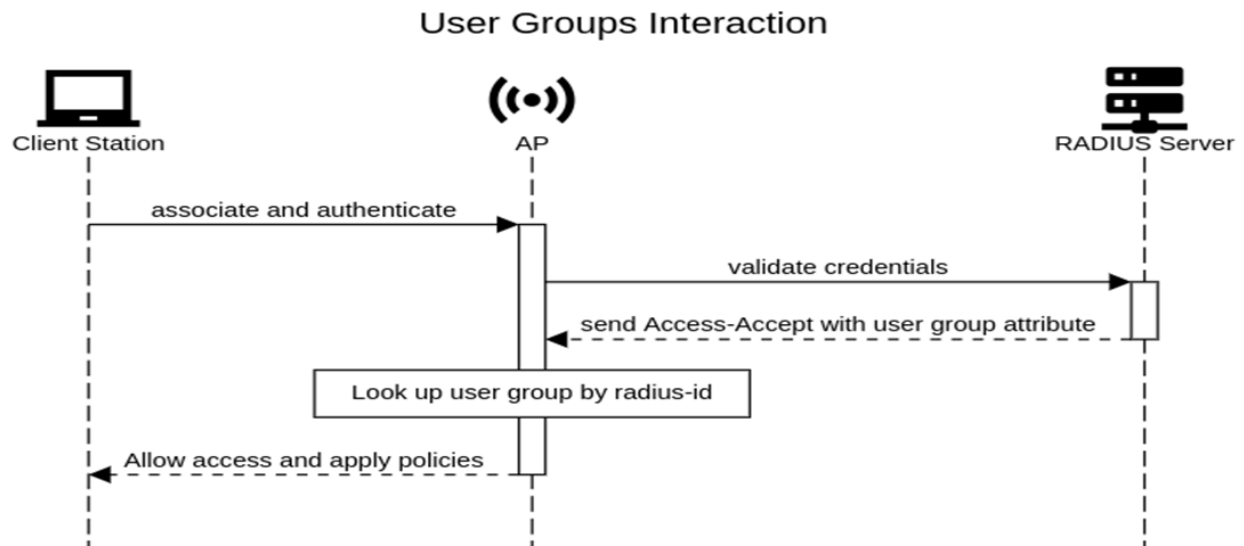 User Groups Interaction
Client Station
AP
RADIUS Server
associate and authenticate
validate credentials
send Access-Accept with user group attribute
Look up user group by radius-id
Allow access and apply policies